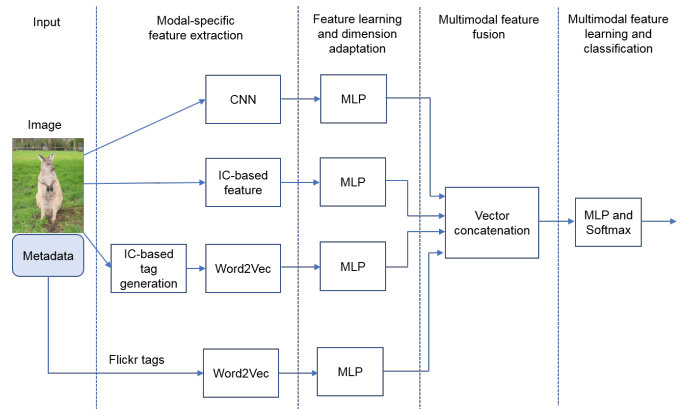 Input
Modal-specific
feature extraction
Feature learning
and dimension
adaptation
Multimodal feature
fusion
Multimodal feature
learning and
classification
Image
Metadata
CNN
MLP
IC-based
feature
MLP
IC-based
tag
generation
Word2Vec
MLP
Flickr tags
Word2Vec
MLP
Vector
concatenation
MLP and
Softmax